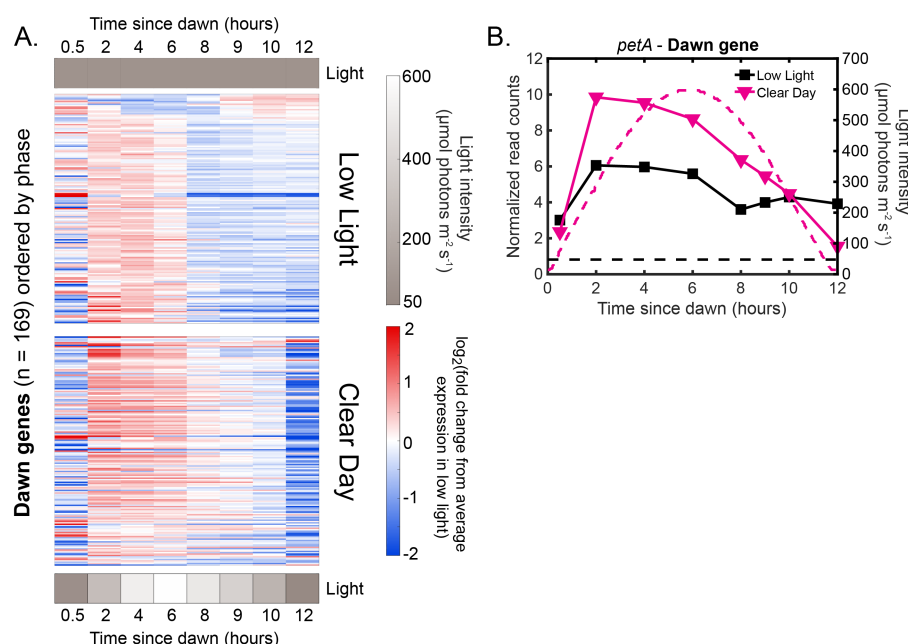 A.
Time since dawn (hours)
0.5 2 4 6 8 10 10 12
Light
Low Light
Dawn genes (n = 169) ordered by phase
Clear Day
Light
0.5 2 4 6 8 9 10 12
Time since dawn (hours)
600
400
200
50
Light intensity
(μmol photons m⁻² s⁻¹)
2
1
0
-1
-2
log₂(fold change from average
expression in low light)
B.
petA - Dawn gene
Low Light
Clear Day
12
10
8
6
4
2
0
Normalized read counts
700
600
500
400
300
200
100
0
Light intensity
(μmol photons m⁻² s⁻¹)
0 2 4 6 8 10 12
Time since dawn (hours)